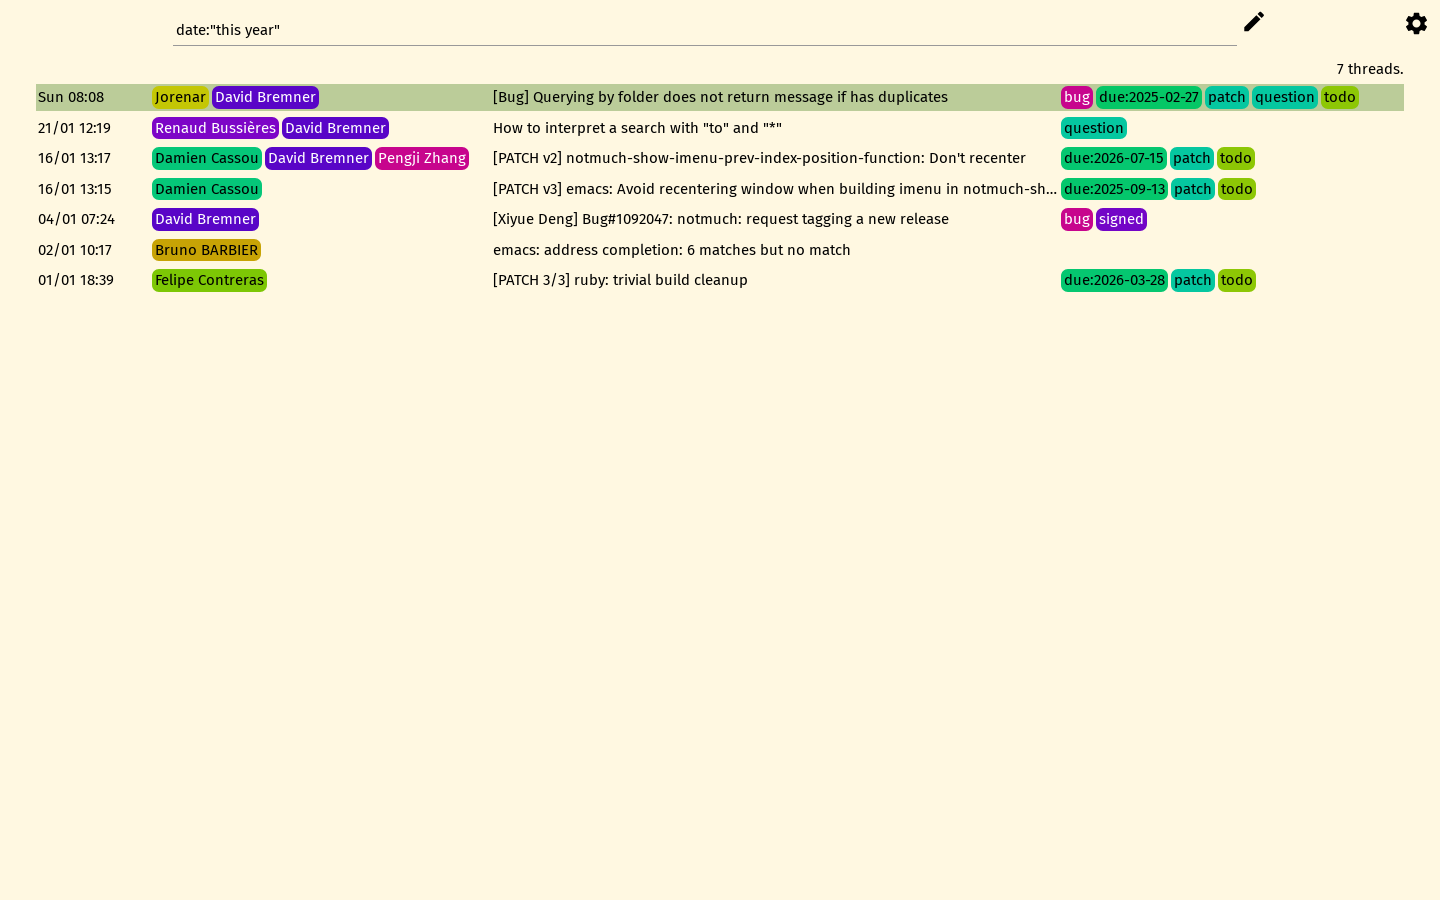 date:"this year"
7 threads.
Sun 08:08 Jorenar David Bremner [Bug] Querying by folder does not return message if has duplicates bug due:2025-02-27 patch question todo
21/01 12:19 Renaud Bussières David Bremner How to interpret a search with "to" and "*" question
16/01 13:17 Damien Cassou David Bremner Pengji Zhang [PATCH v2] notmuch-show-imenu-prev-index-position-function: Don't recenter due:2026-07-15 patch todo
16/01 13:15 Damien Cassou [PATCH v3] emacs: Avoid recentering window when building imenu in notmuch-sh… due:2025-09-13 patch todo
04/01 07:24 David Bremner [Xiyue Deng] Bug#1092047: notmuch: request tagging a new release bug signed
02/01 10:17 Bruno BARBIER emacs: address completion: 6 matches but no match
01/01 18:39 Felipe Contreras [PATCH 3/3] ruby: trivial build cleanup due:2026-03-28 patch todo